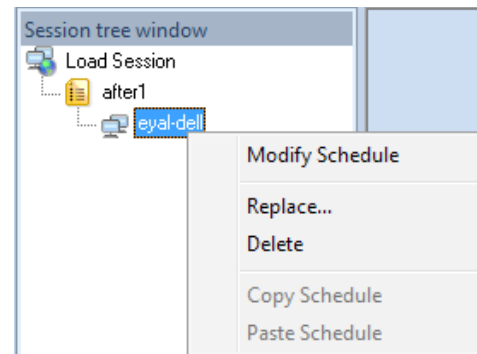 Session tree window
Load Session
after1
eyal-dell
Modify Schedule
Replace...
Delete
Copy Schedule
Paste Schedule